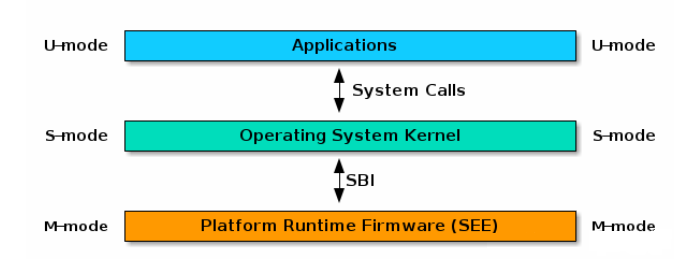 U-mode Applications U-mode
System Calls
S-mode Operating System Kernel S-mode
SBI
M-mode Platform Runtime Firmware (SEE) M-mode